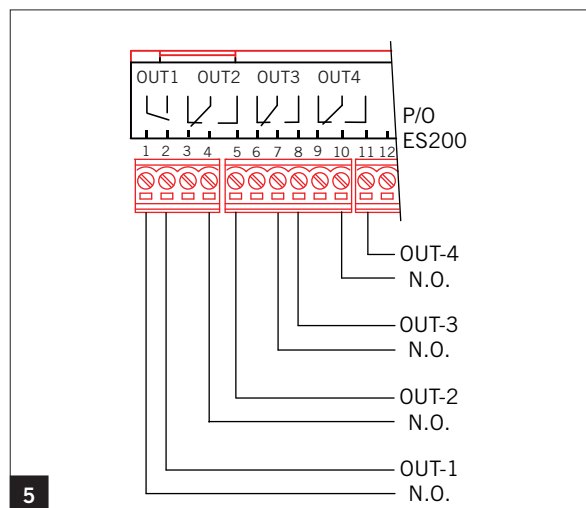 OUT1 OUT2 OUT3 OUT4
P/O
ES200
1 2 3 4 5 6 7 8 9 10 11 12
OUT-4
N.O.
OUT-3
N.O.
OUT-2
N.O.
OUT-1
N.O.
5